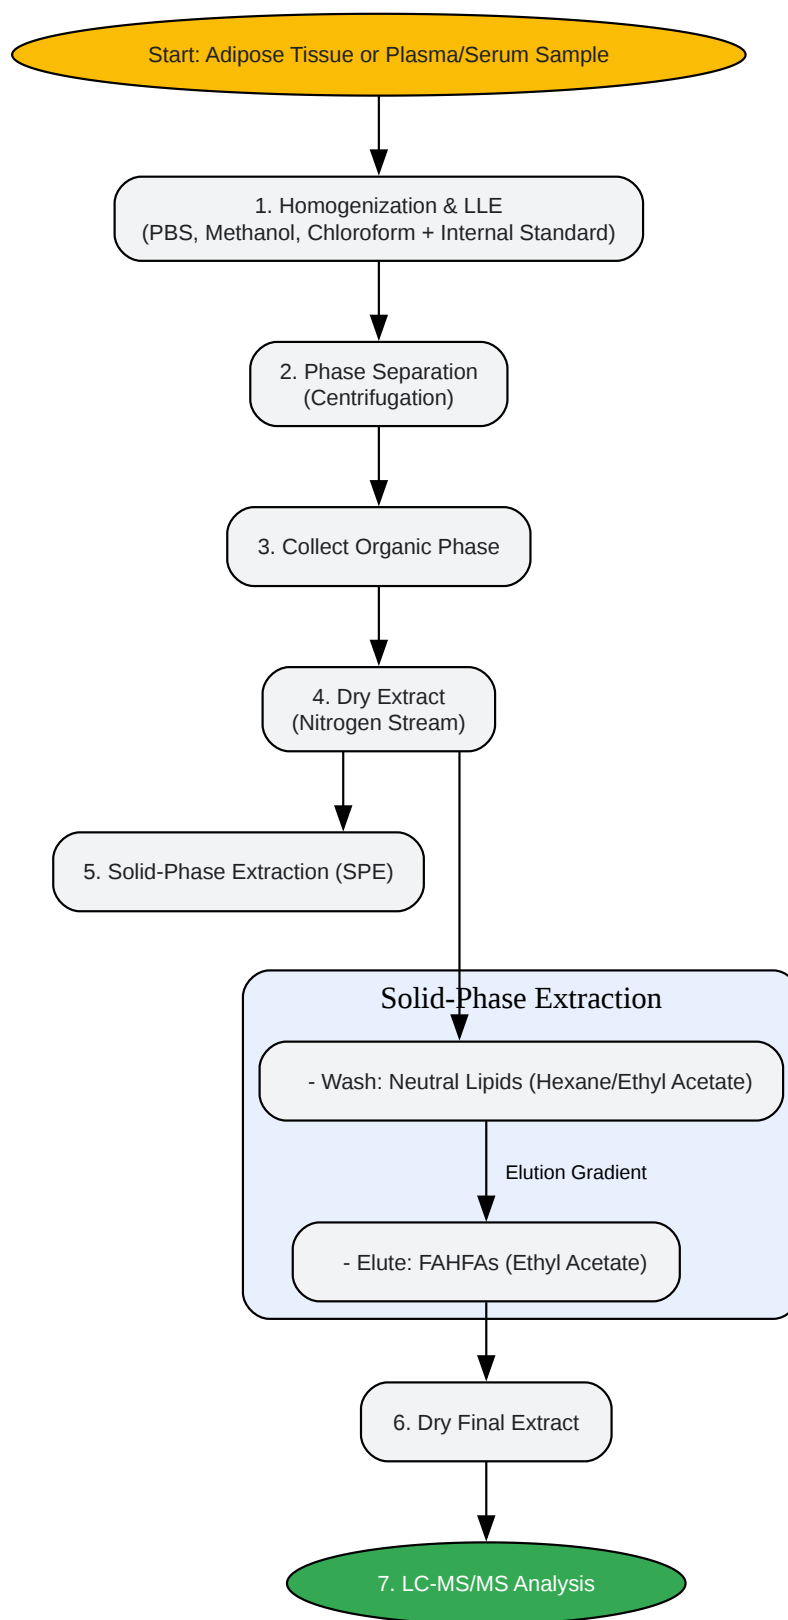 Start: Adipose Tissue or Plasma/Serum Sample
1. Homogenization & LLE
(PBS, Methanol, Chloroform + Internal Standard)
2. Phase Separation
(Centrifugation)
3. Collect Organic Phase
4. Dry Extract
(Nitrogen Stream)
5. Solid-Phase Extraction (SPE)
Solid-Phase Extraction
- Wash: Neutral Lipids (Hexane/Ethyl Acetate)
Elution Gradient
- Elute: FAHFAs (Ethyl Acetate)
6. Dry Final Extract
7. LC-MS/MS Analysis